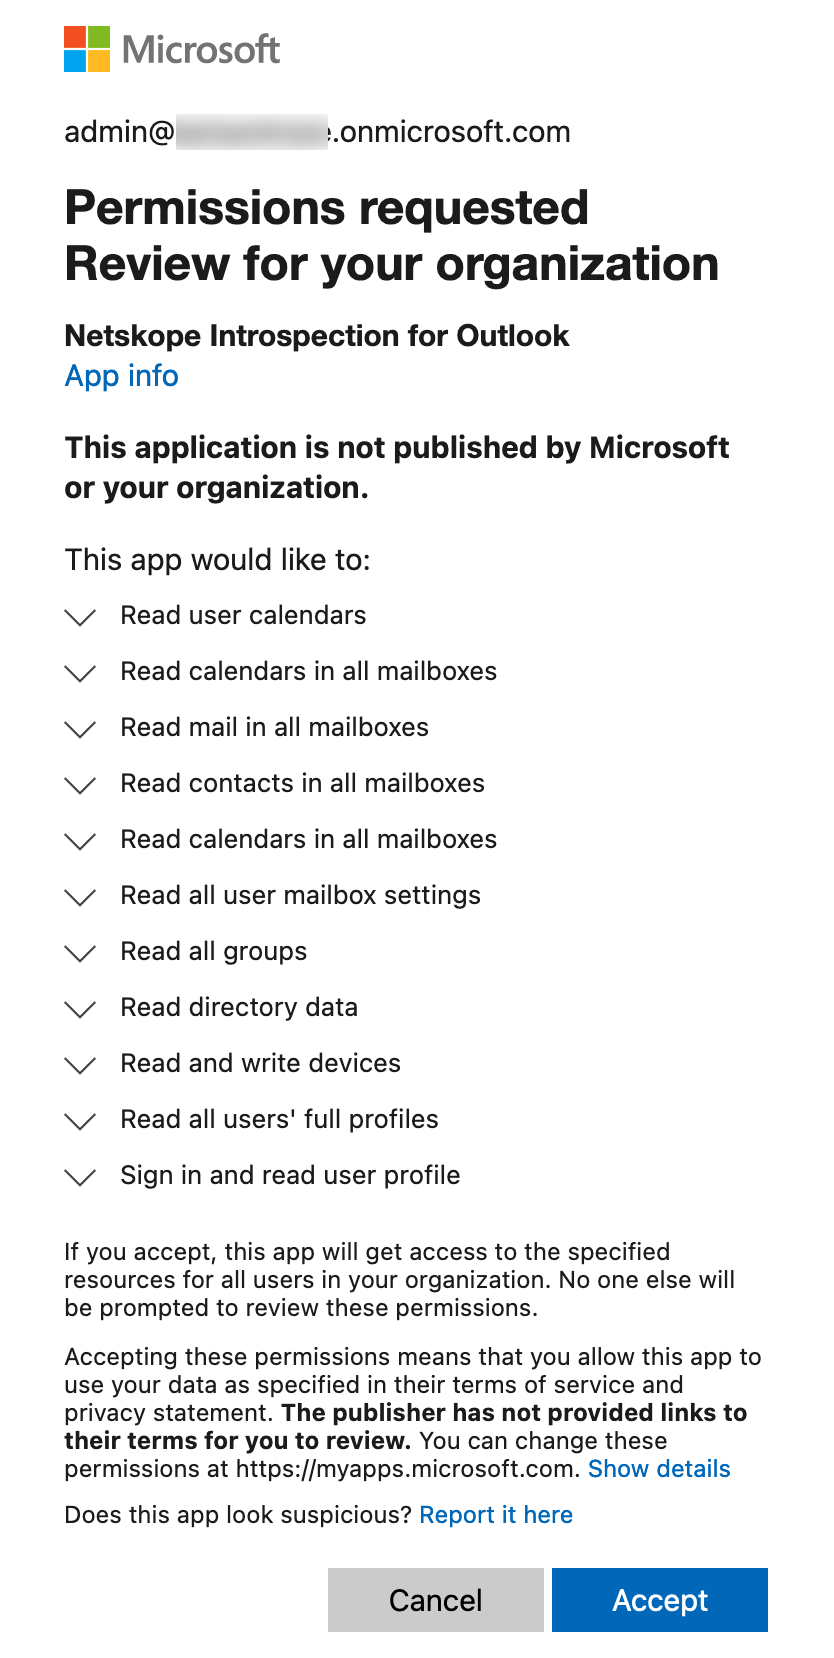 Microsoft
admin@ .onmicrosoft.com
Permissions requested
Review for your organization
Netskope Introspection for Outlook
App info
This application is not published by Microsoft
or your organization.
This app would like to:
Read user calendars
Read calendars in all mailboxes
Read mail in all mailboxes
Read contacts in all mailboxes
Read calendars in all mailboxes
Read all user mailbox settings
Read all groups
Read directory data
Read and write devices
Read all users' full profiles
Sign in and read user profile
If you accept, this app will get access to the specified
resources for all users in your organization. No one else will
be prompted to review these permissions.
Accepting these permissions means that you allow this app to
use your data as specified in their terms of service and
privacy statement. The publisher has not provided links to
their terms for you to review. You can change these
permissions at https://myapps.microsoft.com. Show details
Does this app look suspicious? Report it here
Cancel
Accept